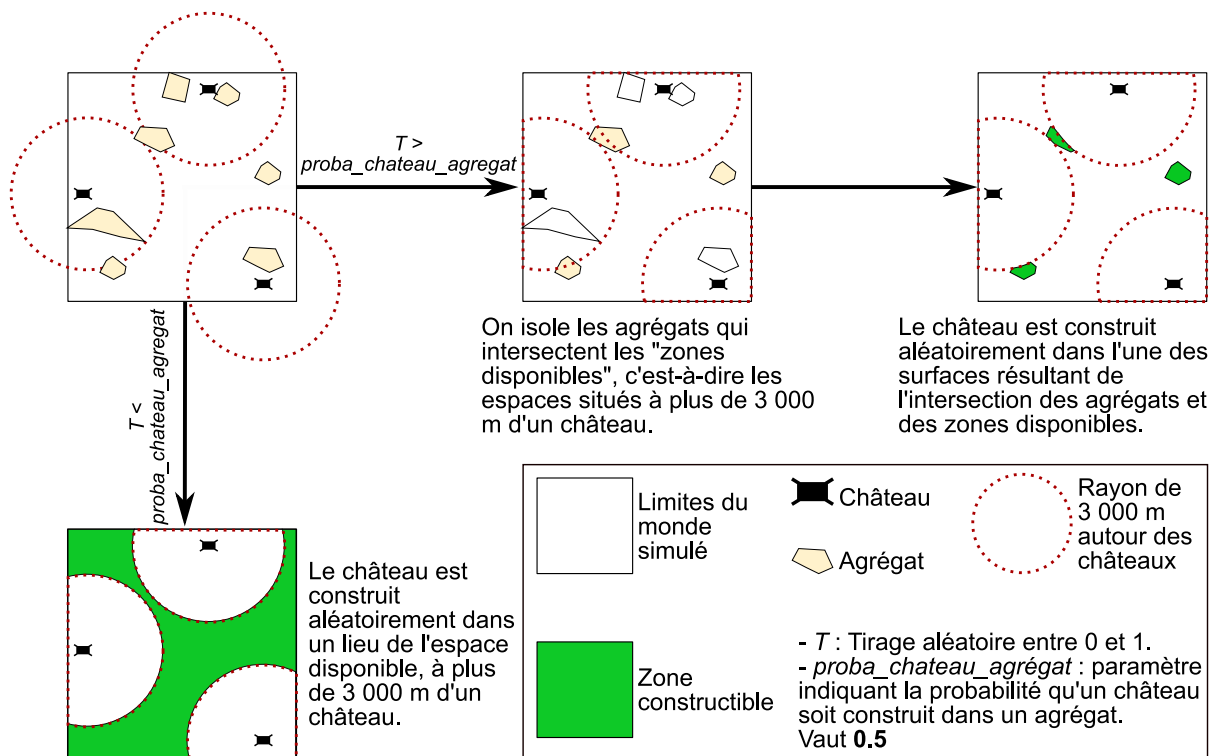 T >
proba_chateau_agregat
T <
proba_chateau_agregat
On isole les agrégats qui
intersectent les "zones
disponibles", c'est-à-dire les
espaces situés à plus de 3 000
m d'un château.
Le château est construit
aléatoirement dans l'une des
surfaces résultant de
l'intersection des agrégats et
des zones disponibles.
Le château est
construit
aléatoirement dans
un lieu de l'espace
disponible, à plus
de 3 000 m d'un
château.
Limites du
monde
simulé
Château
Agrégat
Rayon de
3 000 m
autour des
châteaux
Zone
constructible
- T : Tirage aléatoire entre 0 et 1.
- proba_chateau_agrégat : paramètre
indiquant la probabilité qu'un château
soit construit dans un agrégat.
Vaut 0.5